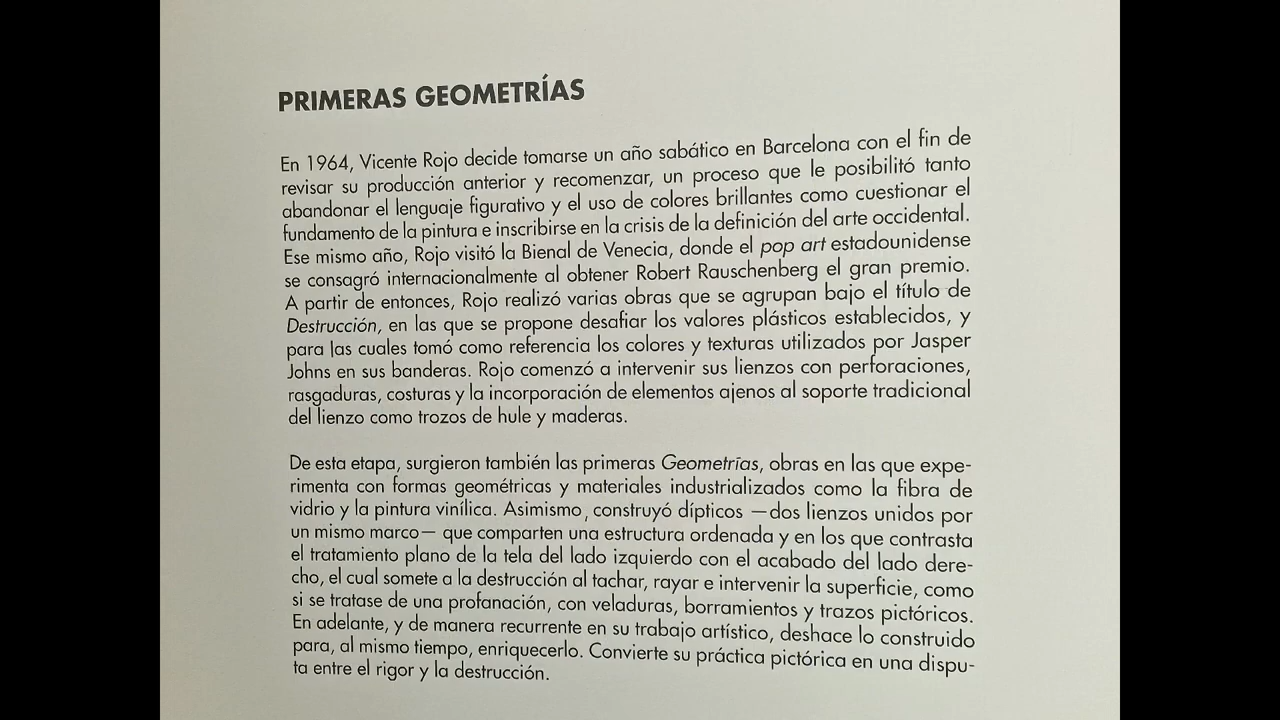 PRIMERAS GEOMETRÍAS
En 1964, Vicente Rojo decide tomarse un año sabático en Barcelona con el fin de
revisar su producción anterior y recomenzar, un proceso que le posibilitó tanto
abandonar el lenguaje figurativo y el uso de colores brillantes como cuestionar el
fundamento de la pintura e inscribirse en la crisis de la definición del arte occidental.
Ese mismo año, Rojo visitó la Bienal de Venecia, donde el pop art estadounidense
se consagró internacionalmente al obtener Robert Rauschenberg el gran premio.
A partir de entonces, Rojo realizó varias obras que se agrupan bajo el título de
Destrucción, en las que se propone desafiar los valores plásticos establecidos, y
para las cuales tomó como referencia los colores y texturas utilizados por Jasper
Johns en sus banderas. Rojo comenzó a intervenir sus lienzos con perforaciones,
rasgaduras, costuras y la incorporación de elementos ajenos al soporte tradicional
del lienzo como trozos de hule y maderas.
De esta etapa, surgieron también las primeras Geometrías, obras en las que expe-
rimenta con formas geométricas y materiales industrializados como la fibra de
vidrio y la pintura vinílica. Asimismo, construyó dípticos —dos lienzos unidos por
un mismo marco— que comparten una estructura ordenada y en los que contrasta
el tratamiento plano de la tela del lado izquierdo con el acabado del lado dere-
cho, el cual somete a la destrucción al tachar, rayar e intervenir la superficie, como
si se tratase de una profanación, con veladuras, borramientos y trazos pictóricos.
En adelante, y de manera recurrente en su trabajo artístico, deshace lo construido
para, al mismo tiempo, enriquecerlo. Convierte su práctica pictórica en una dispu-
ta entre el rigor y la destrucción.